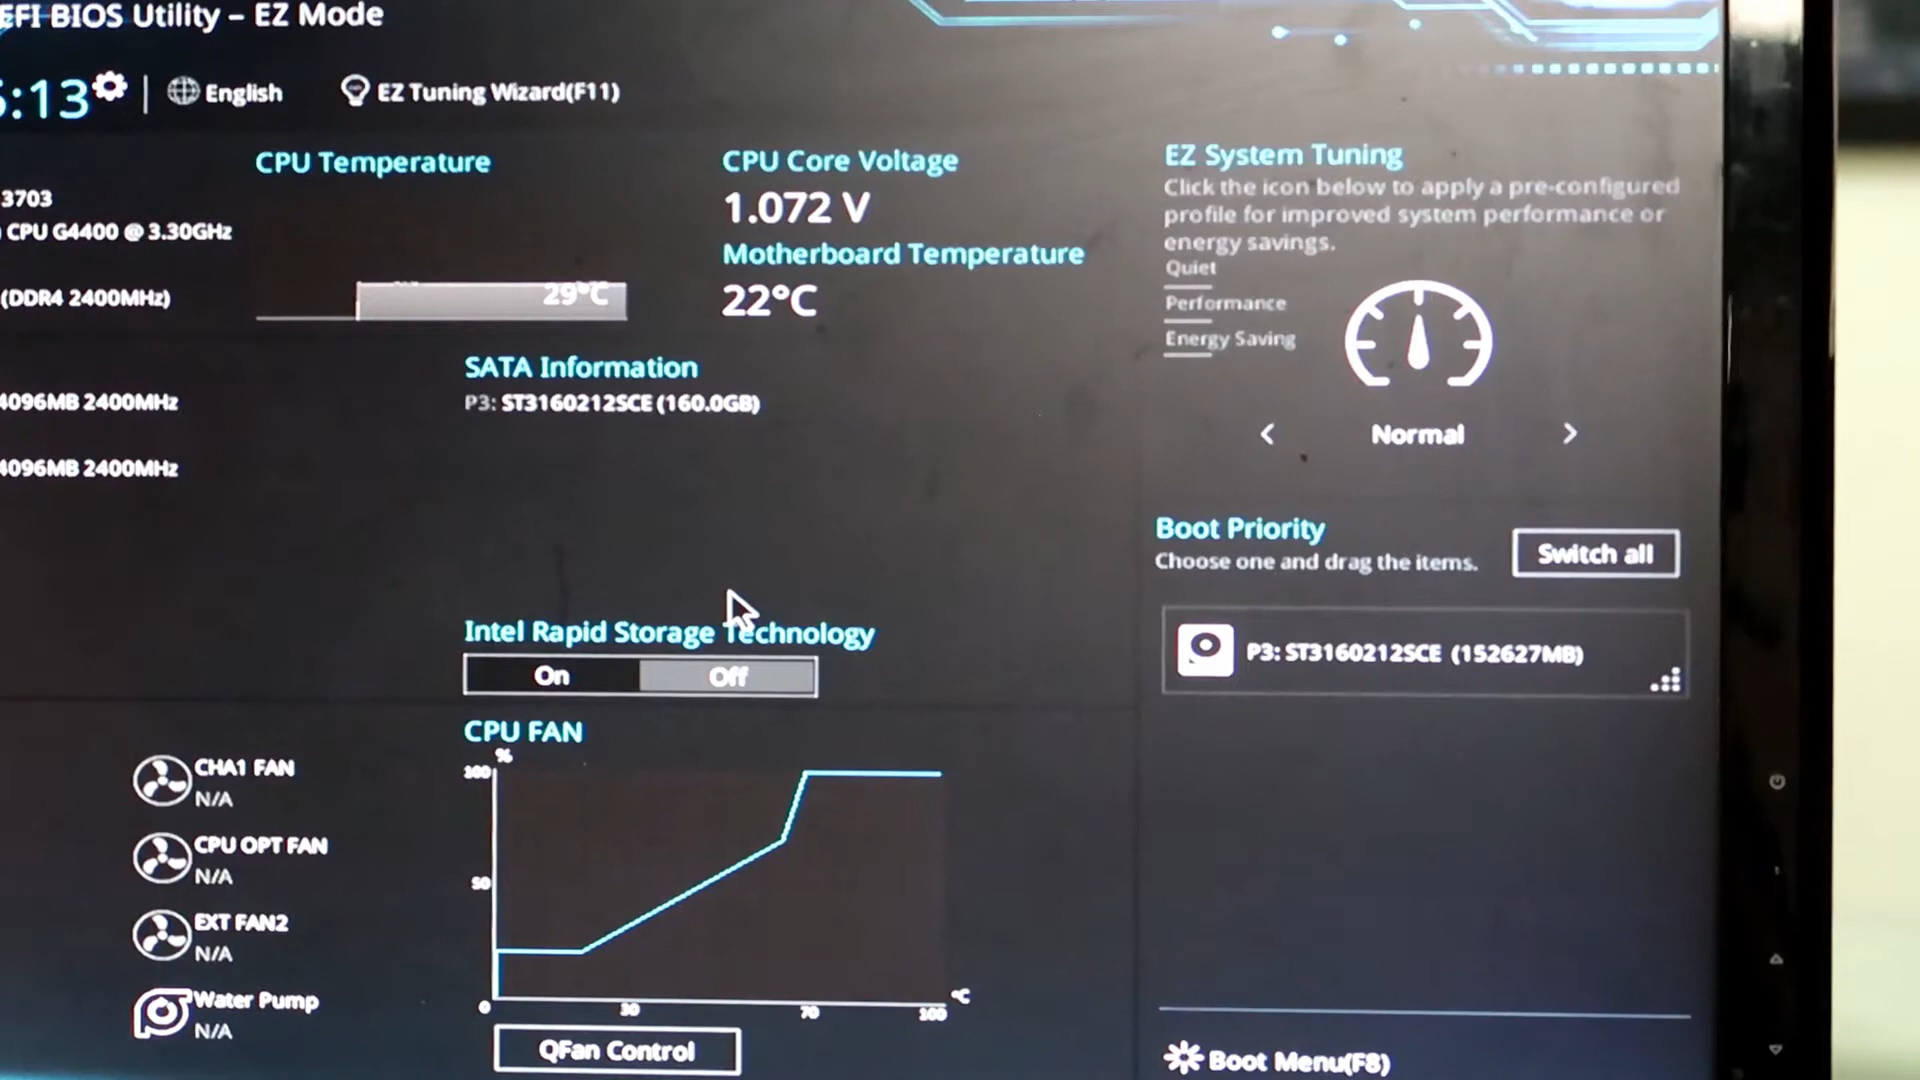 EFI BIOS Utility – EZ Mode
:13
English
EZ Tuning Wizard(F11)
3703
CPU G4400 @ 3.30GHz
(DDR4 2400MHz)
4096MB 2400MHz
4096MB 2400MHz
CPU Temperature
29°C
CPU Core Voltage
1.072 V
Motherboard Temperature
22°C
SATA Information
P3: ST3160212SCE (160.0GB)
Intel Rapid Storage Technology
On
Off
EZ System Tuning
Click the icon below to apply a pre-configured
profile for improved system performance or
energy savings.
Quiet
Performance
Energy Saving
< Normal >
Boot Priority
Choose one and drag the items.
Switch all
P3: ST3160212SCE (152627MB)
CHA1 FAN
N/A
CPU OPT FAN
N/A
EXT FAN2
N/A
Water Pump
N/A
CPU FAN
%
100
50
0
30
70
100
°C
QFan Control
Boot Menu(F8)